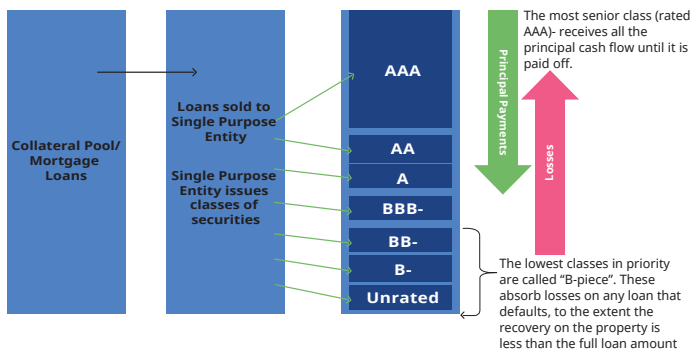 Collateral Pool/
Mortgage
Loans
Loans sold to
Single Purpose
Entity
Single Purpose
Entity issues
classes of
securities
AAA
AA
A
BBB-
BB-
B-
Unrated
Principal Payments
Losses
The most senior class (rated
AAA)- receives all the
principal cash flow until it is
paid off.
The lowest classes in priority
are called “B-piece”. These
absorb losses on any loan that
defaults, to the extent the
recovery on the property is
less than the full loan amount